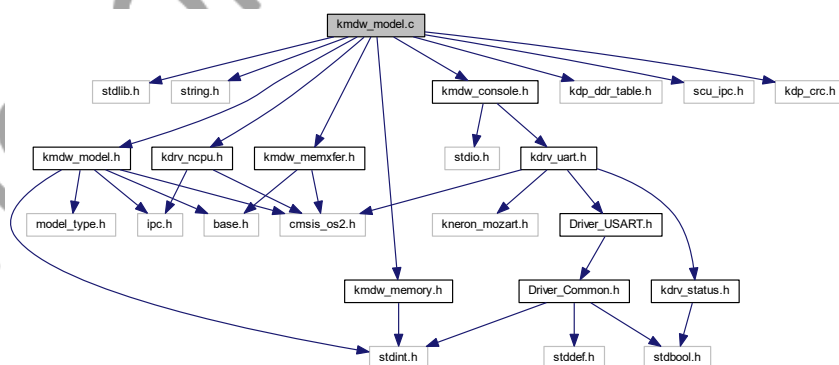 kmdw_model.c
stdlib.h
string.h
kmdw_console.h
kdp_ddr_table.h
scu_ipc.h
kdp_crc.h
kmdw_model.h
kdrv_ncpu.h
kmdw_memxfer.h
stdio.h
kdrv_uart.h
model_type.h
ipc.h
base.h
cmsis_os2.h
kneron_mozart.h
Driver_USART.h
kmdw_memory.h
Driver_Common.h
kdrv_status.h
stdint.h
stddef.h
stdbool.h